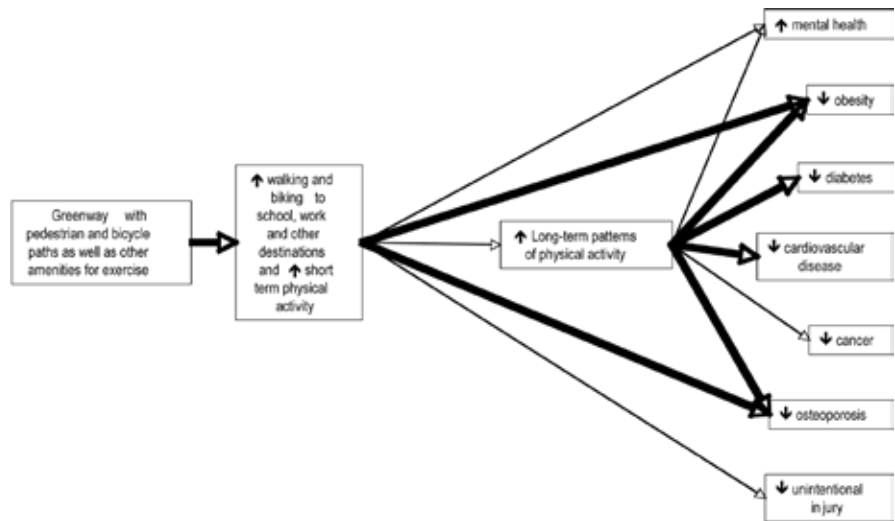 ↑ mental health
↓ obesity
↓ diabetes
↓ cardiovascular
disease
↓ cancer
↓ osteoporosis
↓ unintentional
injury
↑ Long-term patterns
of physical activity
↑ walking and
biking to
school, work
and other
destinations
and ↑ short
term physical
activity
Greenway with
pedestrian and bicycle
paths as well as other
amenities for exercise